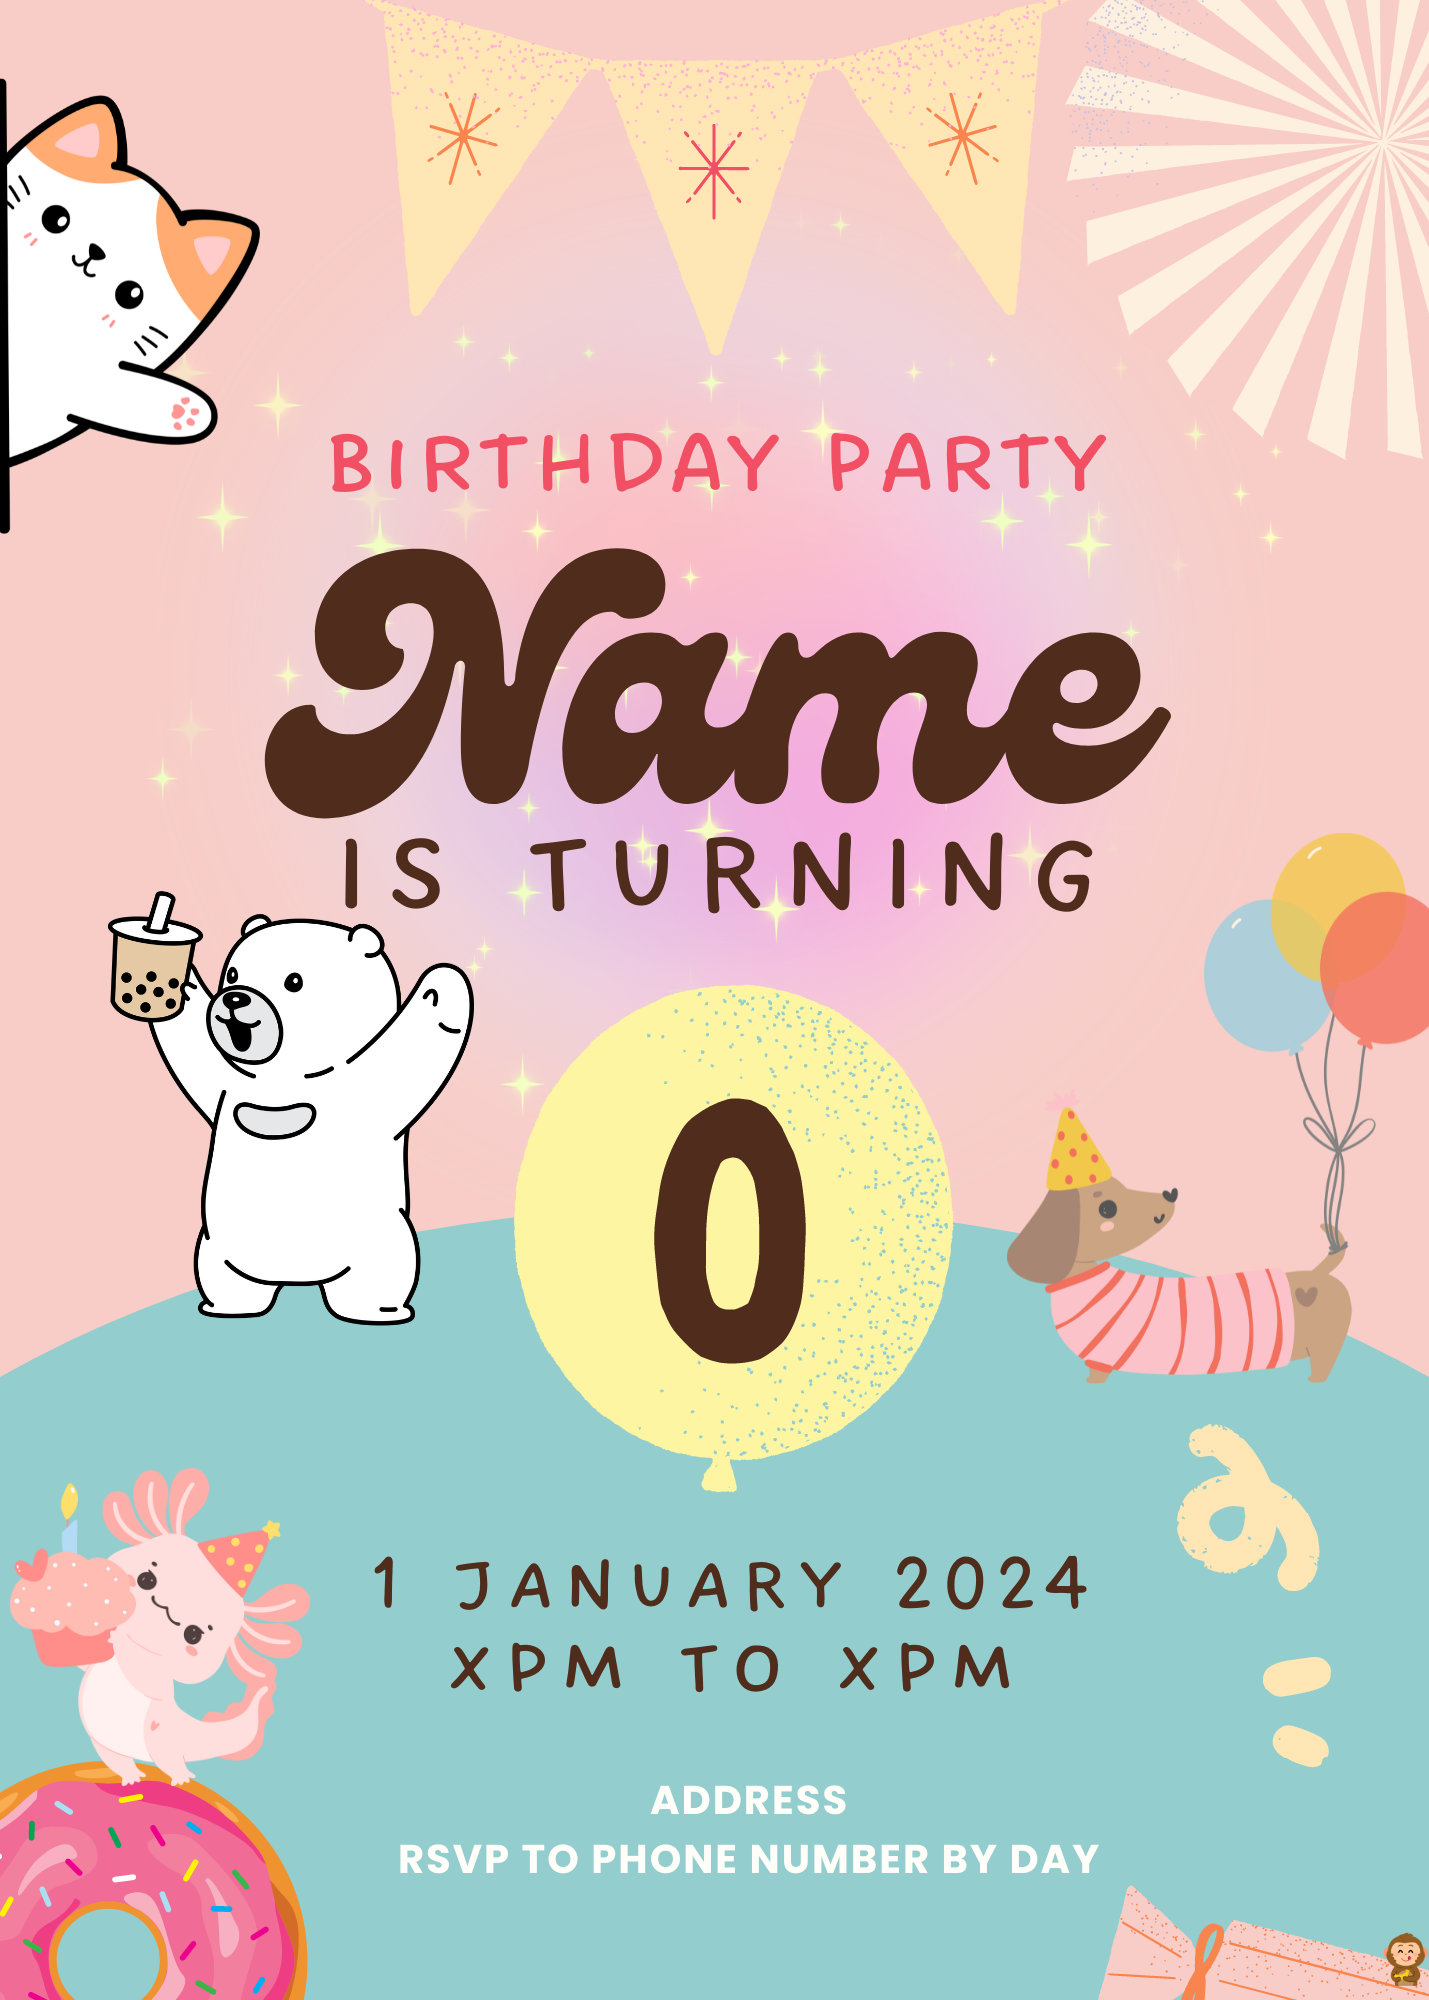 BIRTHDAY PARTY
Name
IS TURNING
0
1 JANUARY 2024
XPM TO XPM
ADDRESS
RSVP TO PHONE NUMBER BY DAY